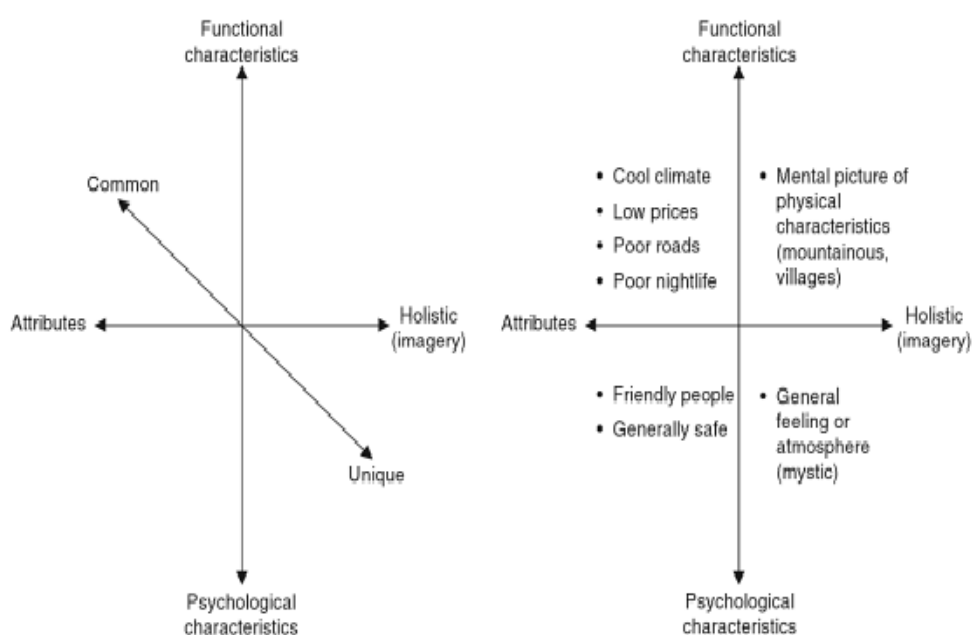 Functional
characteristics
Common
Attributes
Holistic
(imagery)
Unique
Psychological
characteristics
Functional
characteristics
• Cool climate
• Low prices
• Poor roads
• Poor nightlife
• Mental picture of
physical
characteristics
(mountainous,
villages)
Attributes
Holistic
(imagery)
• Friendly people
• Generally safe
• General
feeling or
atmosphere
(mystic)
Psychological
characteristics